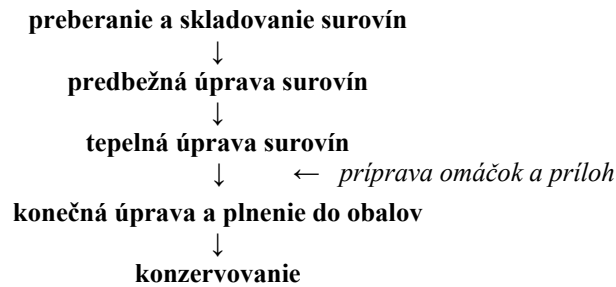 preberanie a skladovanie surovín
↓
predbežná úprava surovín
↓
tepelná úprava surovín
↓ ← príprava omáčok a príloh
konečná úprava a plnenie do obalov
↓
konzervovanie